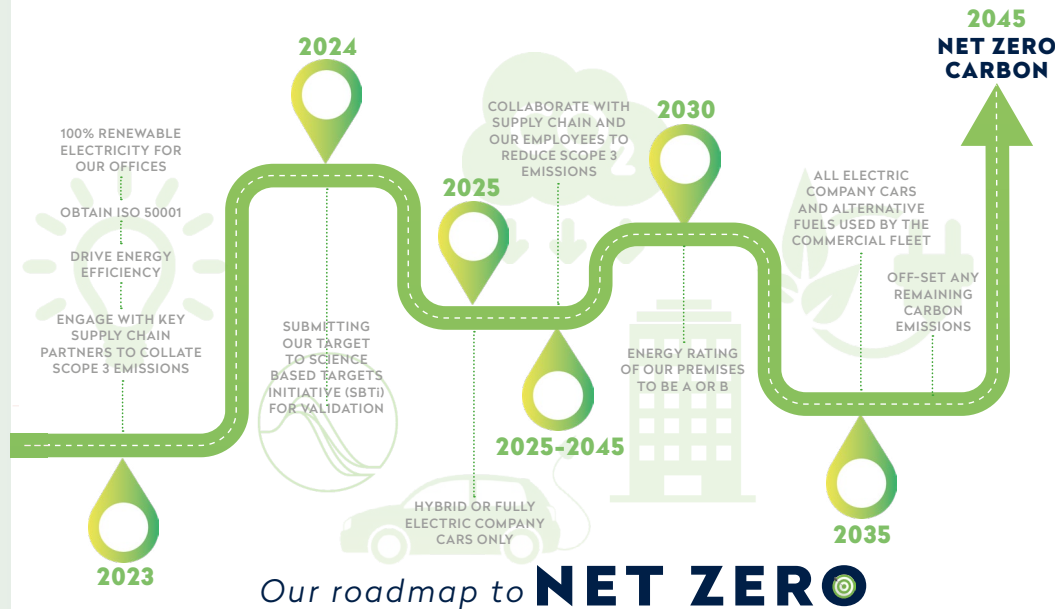 2023
100% RENEWABLE
ELECTRICITY FOR
OUR OFFICES
OBTAIN ISO 50001
DRIVE ENERGY
EFFICIENCY
ENGAGE WITH KEY
SUPPLY CHAIN
PARTNERS TO COLLATE
SCOPE 3 EMISSIONS
2024
SUBMITTING
OUR TARGET
TO SCIENCE
BASED TARGETS
INITIATIVE (SBTi)
FOR VALIDATION
2025
HYBRID OR FULLY
ELECTRIC COMPANY
CARS ONLY
2025-2045
COLLABORATE WITH
SUPPLY CHAIN AND
OUR EMPLOYEES TO
REDUCE SCOPE 3
EMISSIONS
2030
ENERGY RATING
OF OUR PREMISES
TO BE A OR B
2035
ALL ELECTRIC
COMPANY CARS
AND ALTERNATIVE
FUELS USED BY THE
COMMERCIAL FLEET
OFF-SET ANY
REMAINING
CARBON
EMISSIONS
2045
NET ZERO
CARBON
Our roadmap to NET ZERO